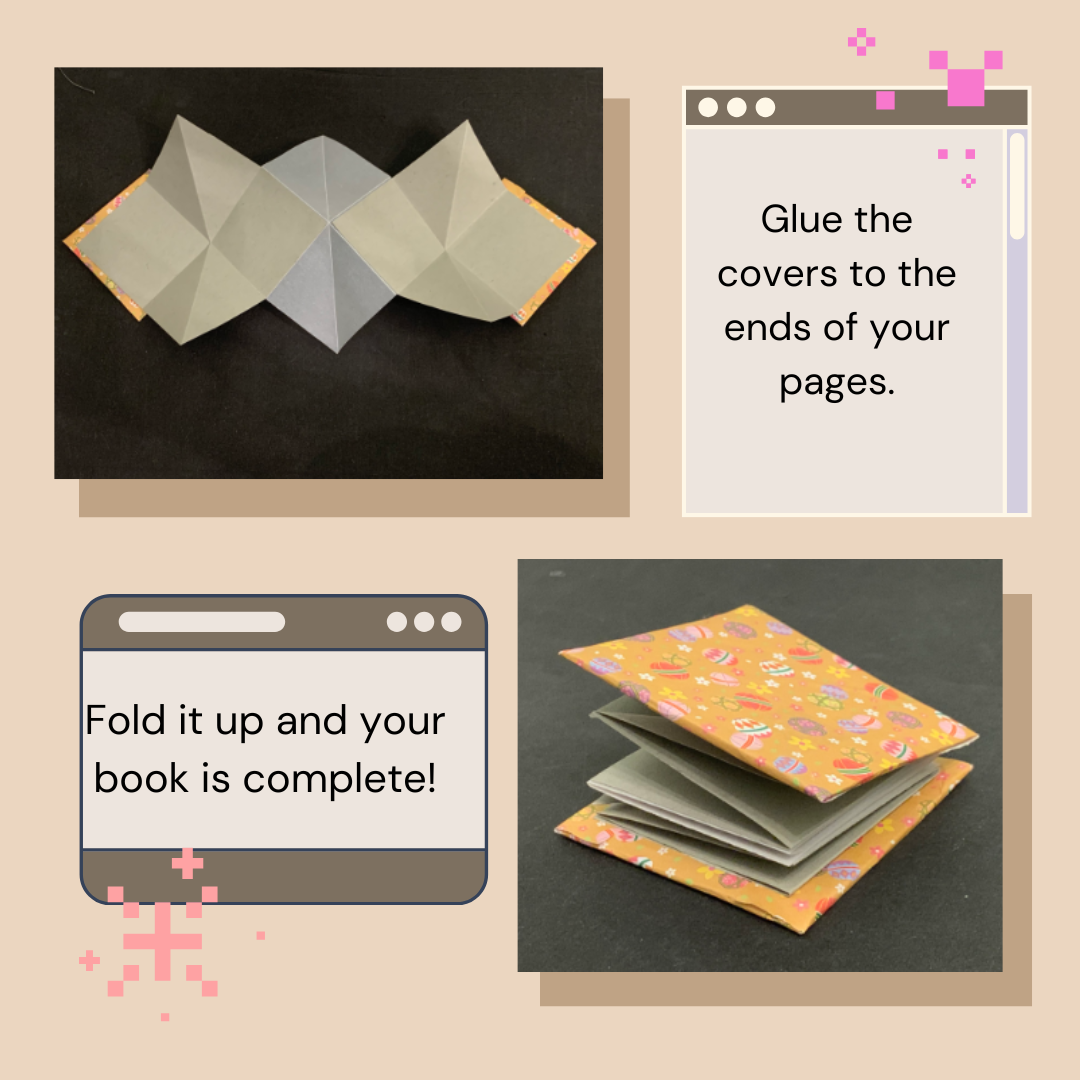 Glue the
covers to the
ends of your
pages.
Fold it up and your
book is complete!